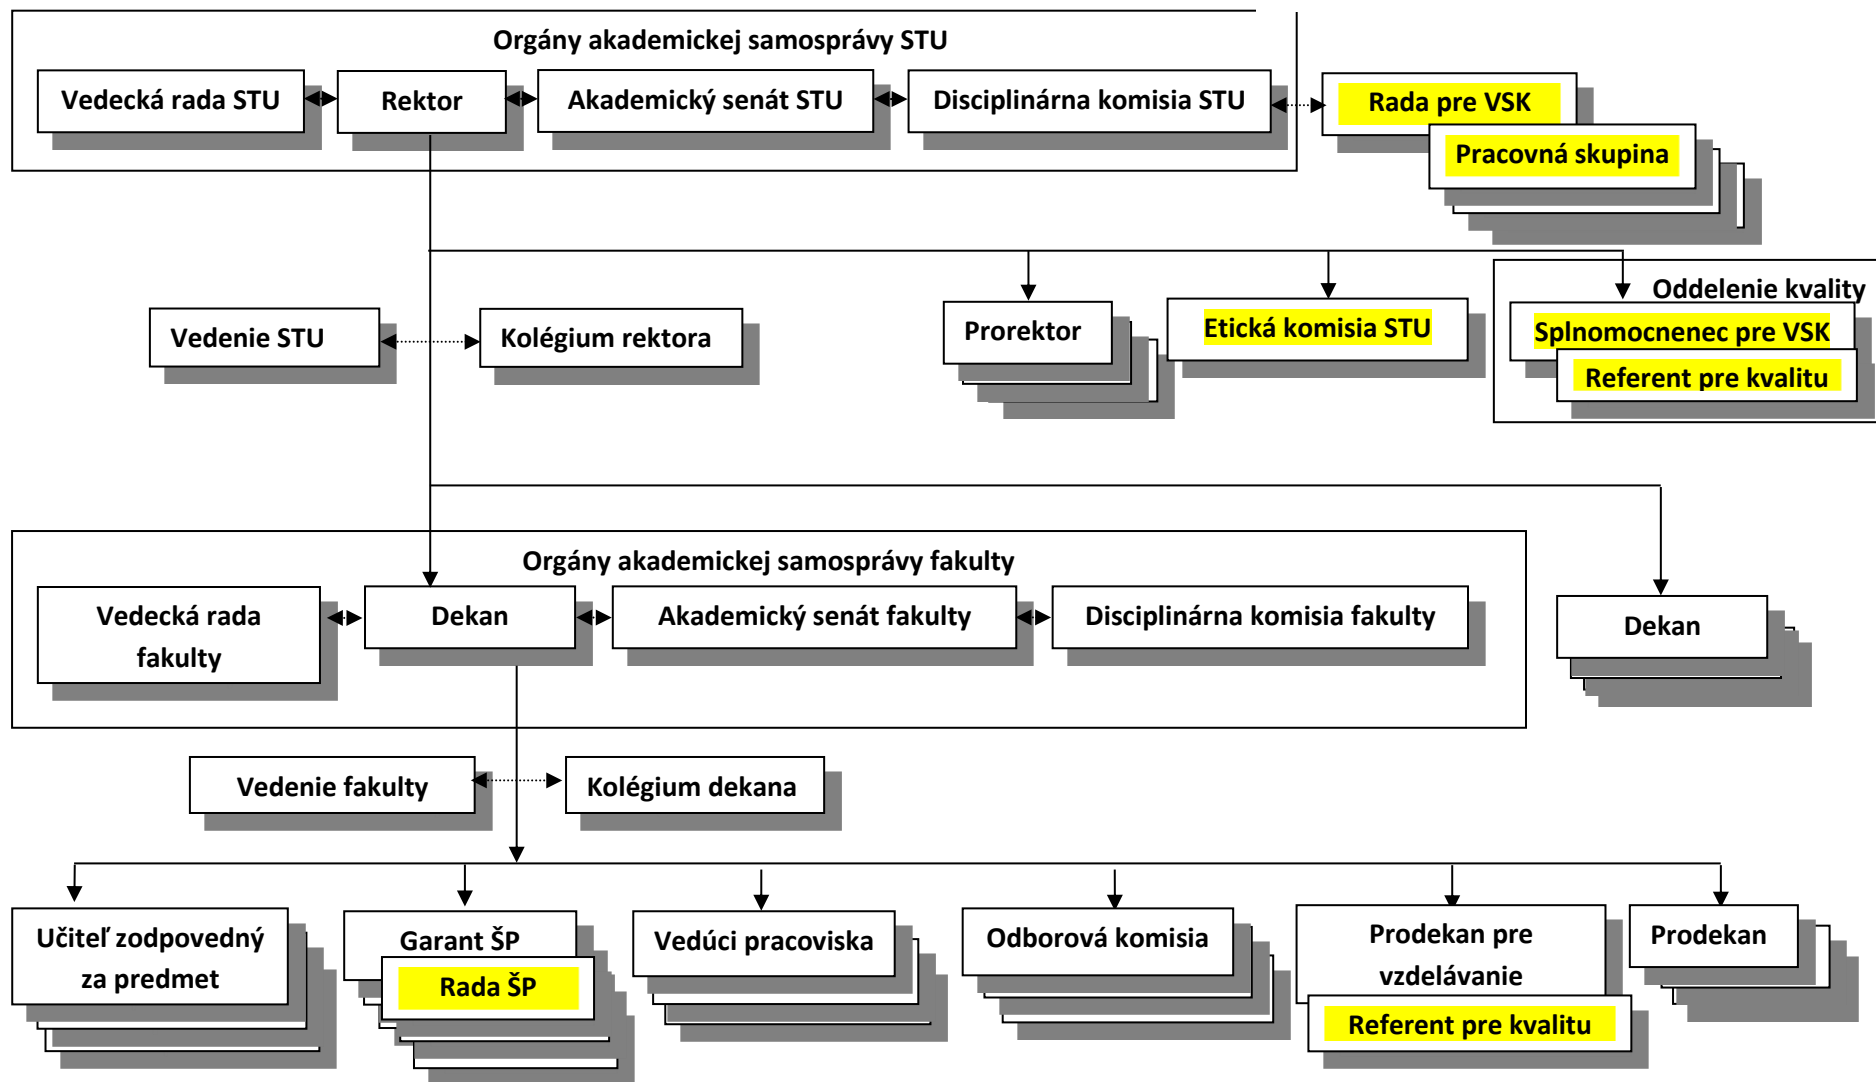 Orgány akademickej samosprávy STU
Vedecká rada STU
Rektor
Akademický senát STU
Disciplinárna komisia STU
Rada pre VSK
Pracovná skupina
Vedenie STU
Kolégium rektora
Prorektor
Etická komisia STU
Oddelenie kvality
Splnomocnenec pre VSK
Referent pre kvalitu
Orgány akademickej samosprávy fakulty
Vedecká rada
fakulty
Dekan
Akademický senát fakulty
Disciplinárna komisia fakulty
Dekan
Vedenie fakulty
Kolégium dekana
Učiteľ zodpovedný
za predmet
Garant ŠP
Rada ŠP
Vedúci pracoviska
Odborová komisia
Prodekan pre
vzdelávanie
Referent pre kvalitu
Prodekan